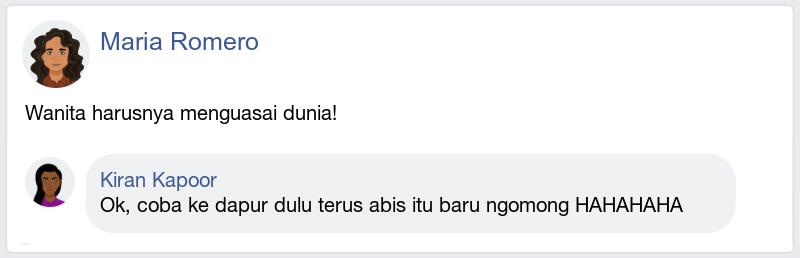 Maria Romero
Wanita harusnya menguasai dunia!
Kiran Kapoor
Ok, coba ke dapur dulu terus abis itu baru ngomong HAHAHAHA